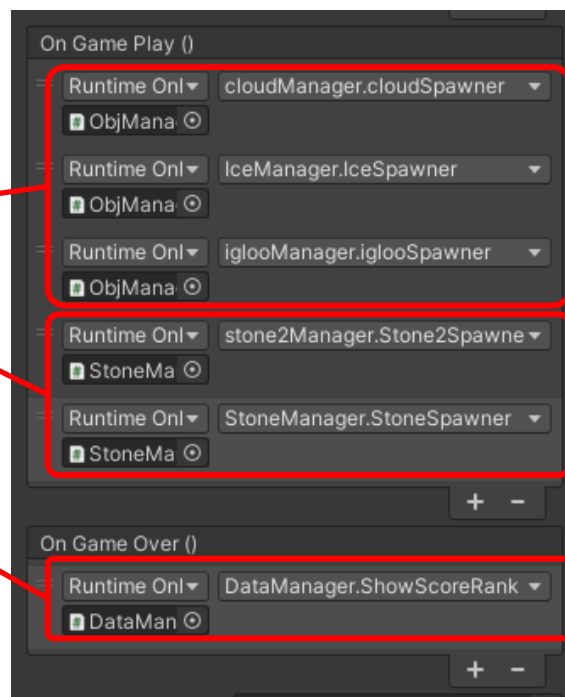 On Game Play ()
Runtime Onl cloudManager.cloudSpawner
ObjMana
Runtime Onl IceManager.IceSpawner
ObjMana
Runtime Onl iglooManager.iglooSpawner
ObjMana
Runtime Onl stone2Manager.Stone2Spawne
StoneMa
Runtime Onl StoneManager.StoneSpawner
StoneMa
+ -
On Game Over ()
Runtime Onl DataManager.ShowScoreRank
DataMan
+ -